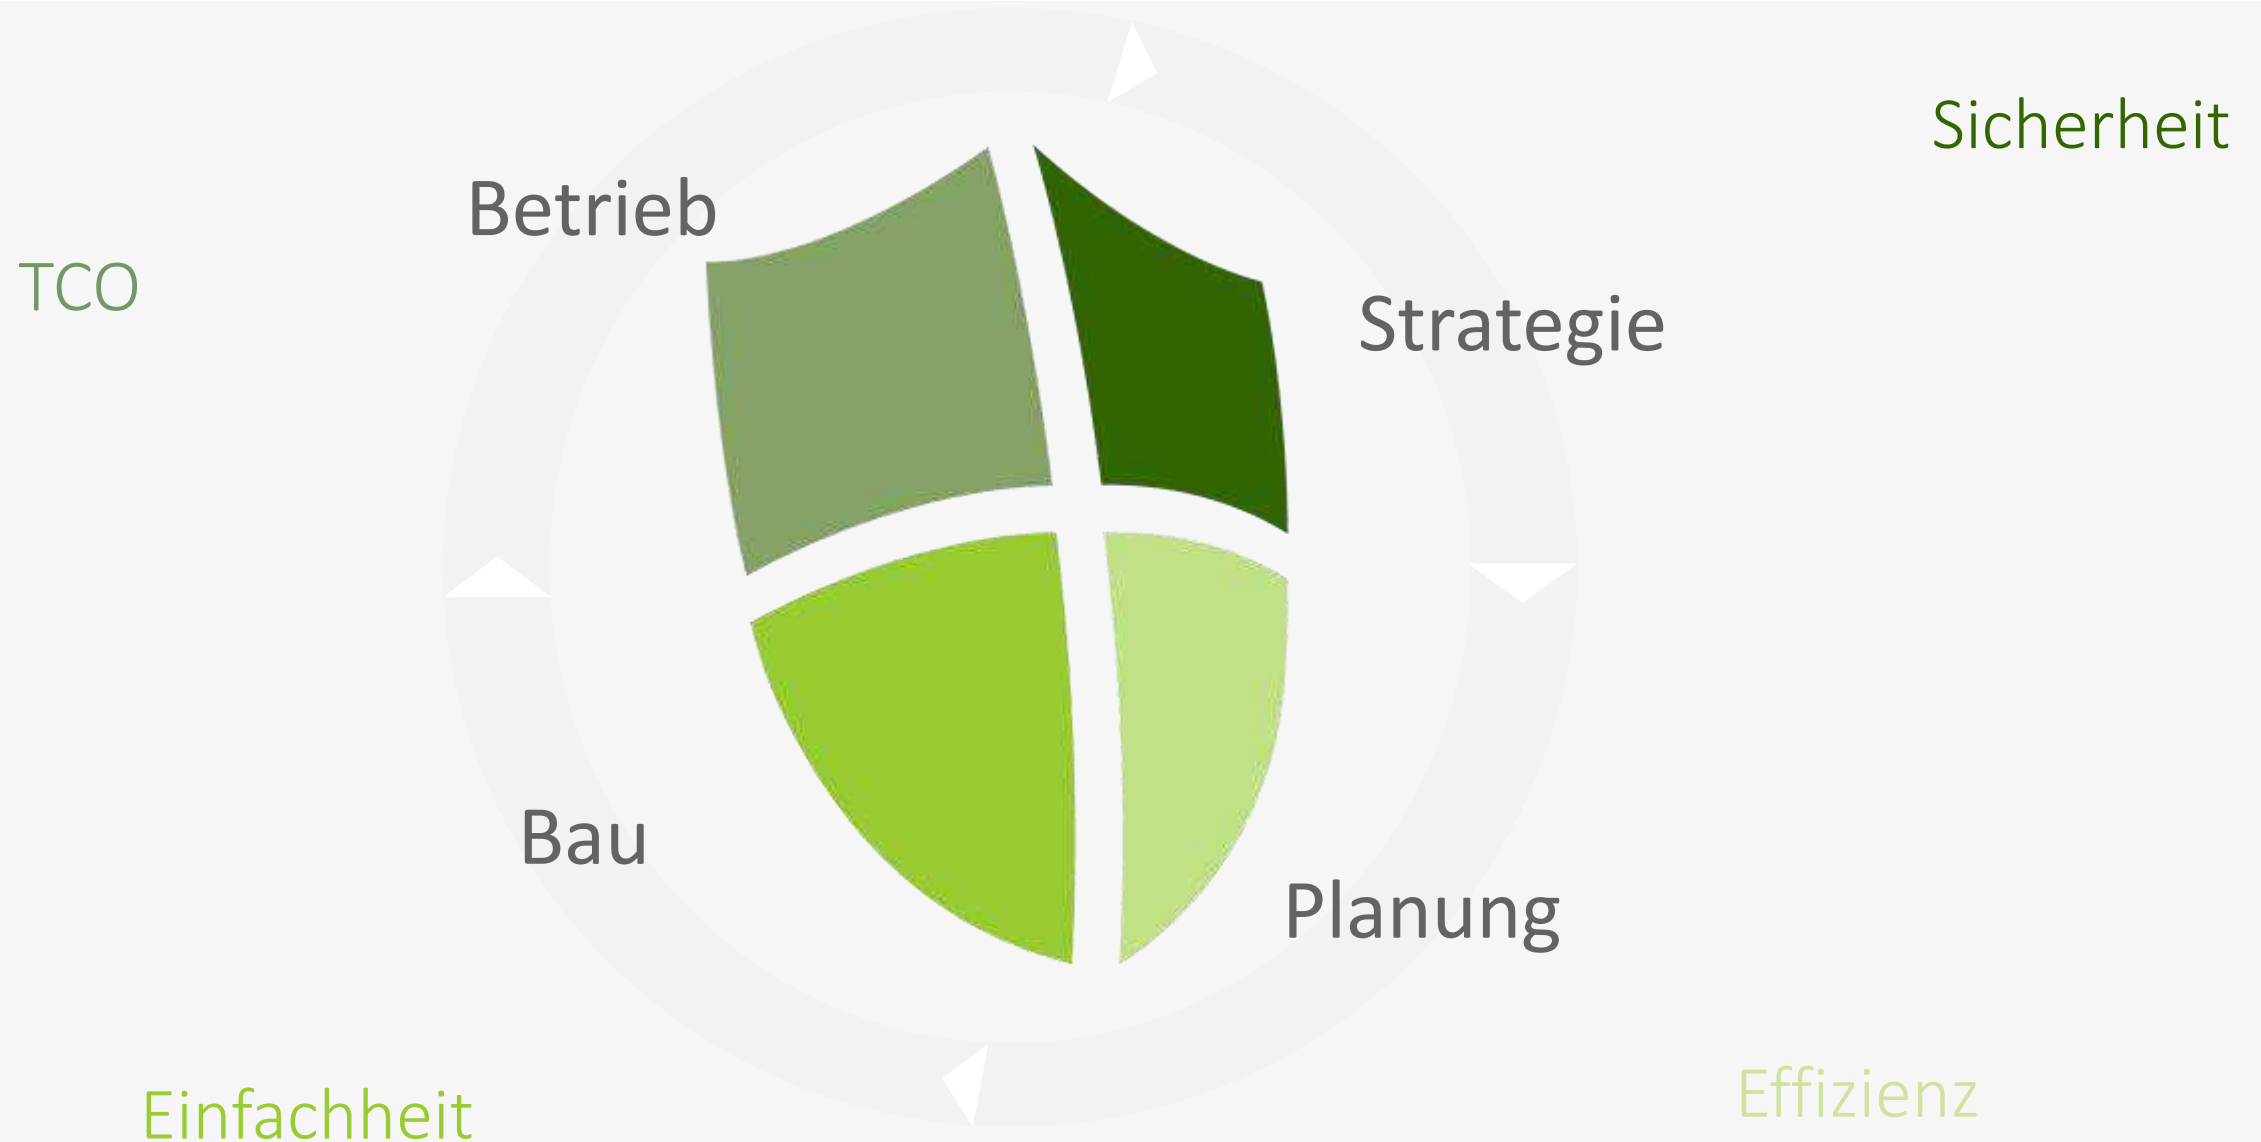 Sicherheit
Betrieb
TCO
Strategie
Bau
Planung
Effizienz
Einfachheit